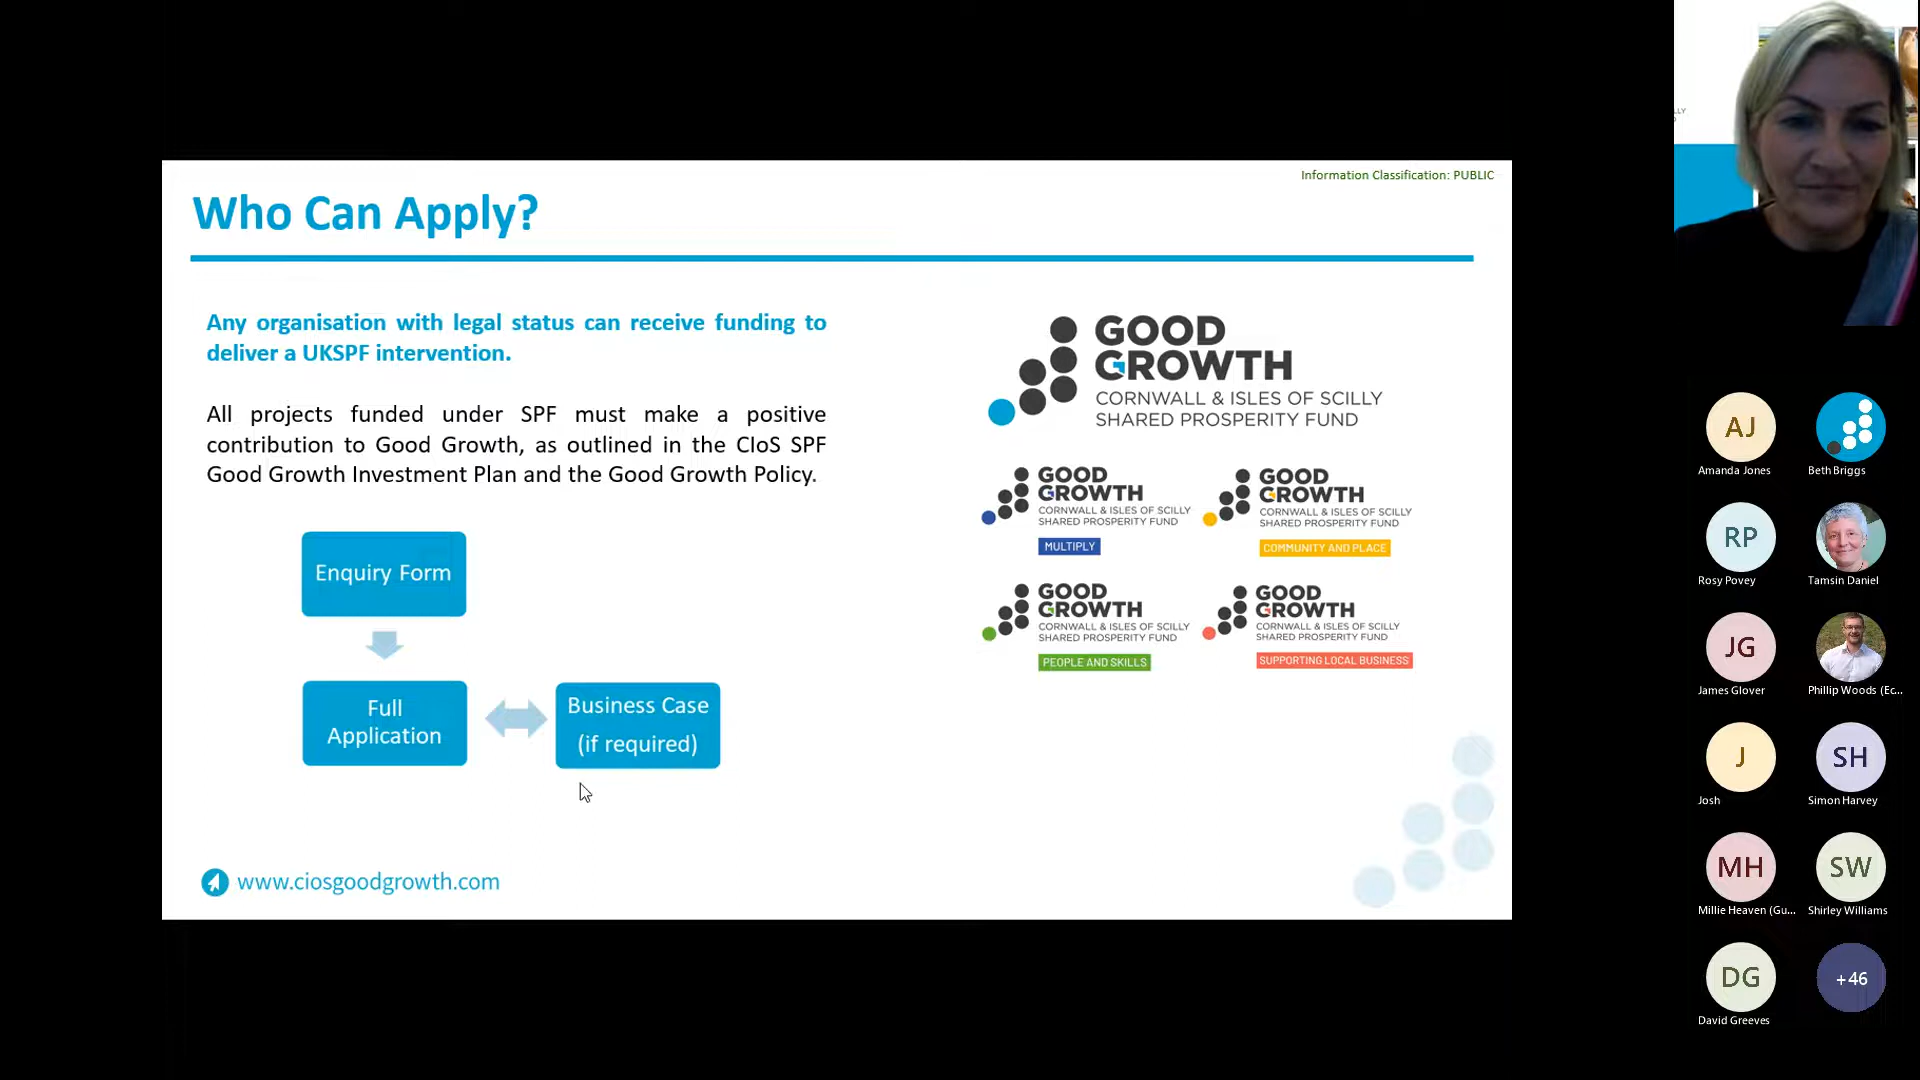 Information Classification: PUBLIC
Who Can Apply?
Any organisation with legal status can receive funding to
deliver a UKSPF intervention.
All projects funded under SPF must make a positive
contribution to Good Growth, as outlined in the CIoS SPF
Good Growth Investment Plan and the Good Growth Policy.
Enquiry Form
Full
Application
Business Case
(if required)
www.ciosgoodgrowth.com
GOOD
GROWTH
CORNWALL & ISLES OF SCILLY
SHARED PROSPERITY FUND
GOOD
GROWTH
CORNWALL & ISLES OF SCILLY
SHARED PROSPERITY FUND
MULTIPLY
GOOD
GROWTH
CORNWALL & ISLES OF SCILLY
SHARED PROSPERITY FUND
COMMUNITY AND PLACE
GOOD
GROWTH
CORNWALL & ISLES OF SCILLY
SHARED PROSPERITY FUND
PEOPLE AND SKILLS
GOOD
GROWTH
CORNWALL & ISLES OF SCILLY
SHARED PROSPERITY FUND
SUPPORTING LOCAL BUSINESS
AJ
Amanda Jones
Beth Briggs
RP
Rosy Povey
Tamsin Daniel
JG
James Glover
Phillip Woods (Ec...
J
Josh
SH
Simon Harvey
MH
Millie Heaven (Gu...
SW
Shirley Williams
DG
David Greeves
+46